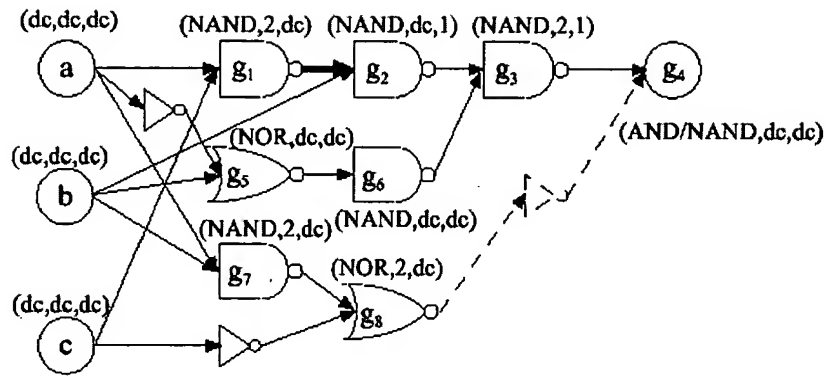 (dc,dc,dc) (NAND,2,dc) (NAND,dc,1) (NAND,2,1)
a g₁ g₂ g₃ g₄
(NOR,dc,dc) (AND/NAND,dc,dc)
(dc,dc,dc)
b g₅ g₆
(NAND,2,dc) (NAND,dc,dc)
g₇ (NOR,2,dc)
(dc,dc,dc) g₈
c